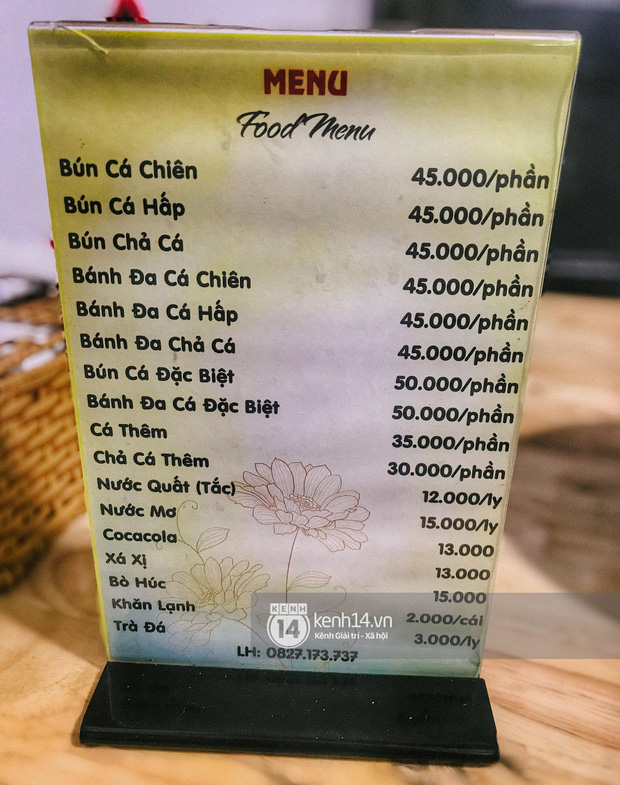 MENU
Food Menu
Bún Cá Chiên 45.000/phần
Bún Cá Hấp 45.000/phần
Bún Chả Cá 45.000/phần
Bánh Đa Cá Chiên 45.000/phần
Bánh Đa Cá Hấp 45.000/phần
Bánh Đa Chả Cá 45.000/phần
Bún Cá Đặc Biệt 50.000/phần
Bánh Đa Cá Đặc Biệt 50.000/phần
Cá Thêm 35.000/phần
Chả Cá Thêm 30.000/phần
Nước Quất (Tắc) 12.000/ly
Nước Mơ 15.000/ly
Cocacola 13.000
Xá Xị 13.000
Bò Húc 15.000
Khăn Lạnh 2.000/cái
Trà Đá 3.000/ly
LH: 0827.173.737
KENH
14
kenh14.vn
Kênh Giải trí - Xã hội